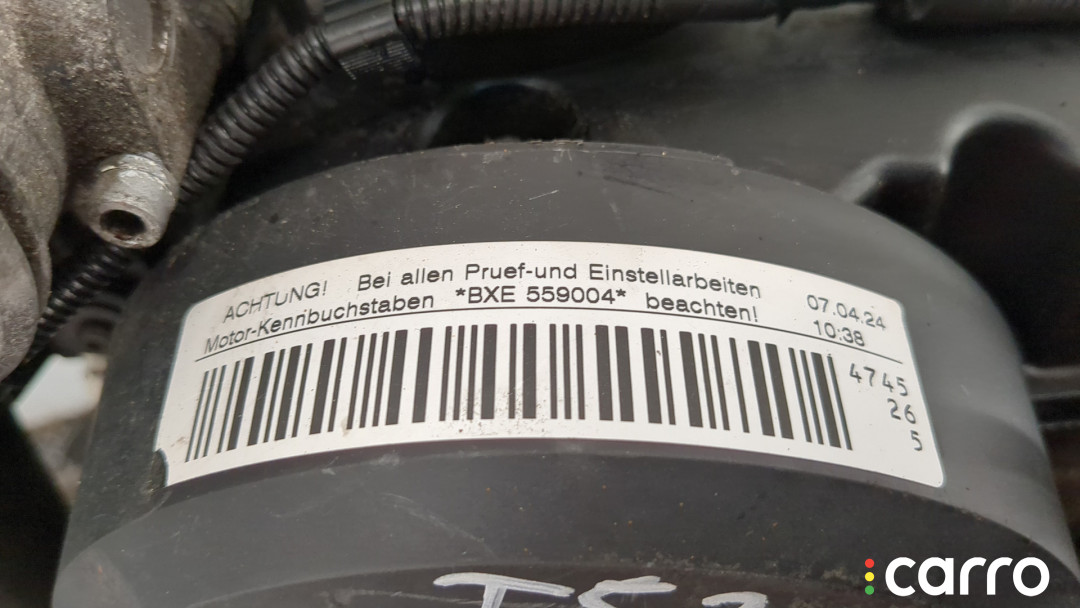 ACHTUNG! Bei allen Pruef-und Einstellarbeiten 07.04.24
Motor-Kennbuchstaben *BXE 559004* beachten! 10:38
4745
26
5
carro